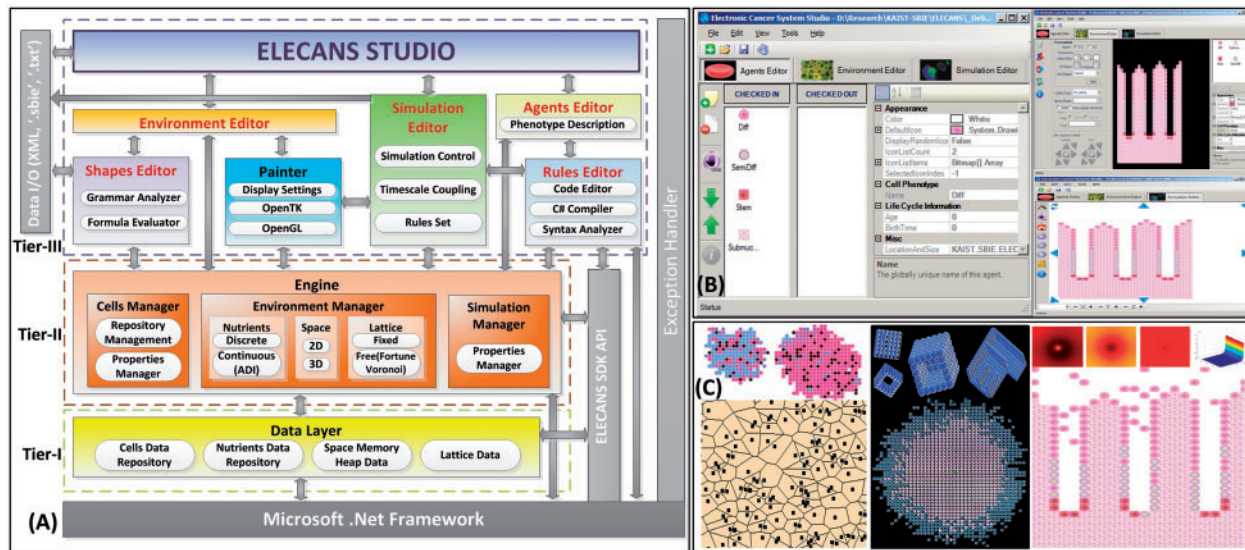 (A)
ELECANS STUDIO
Data I/O (XML, '.sbie', '.txt')
Environment Editor
Simulation
Editor
Simulation Control
Timescale Coupling
Rules Set
Agents Editor
Phenotype Description
Shapes Editor
Grammar Analyzer
Formula Evaluator
Painter
Display Settings
OpenTK
OpenGL
Rules Editor
Code Editor
C# Compiler
Syntax Analyzer
Tier-III
Exception Handler
Engine
Cells Manager
Repository
Management
Properties
Manager
Environment Manager
Nutrients
Discrete
Continuous
(ADI)
Space
2D
3D
Lattice
Fixed
Free(Fortune
Voronoi)
Simulation
Manager
Properties
Manager
Tier-II
ELECANS SDK API
Data Layer
Cells Data
Repository
Nutrients Data
Repository
Space Memory
Heap Data
Lattice Data
Tier-I
Microsoft .Net Framework
(B)
Electronic Cancer System Studio - D:\Research\KAIST-SBIE\ELECANS\_Deb...
File Edit View Tools Help
Agents Editor Environment Editor Simulation Editor
CHECKED IN CHECKED OUT
Diff
SemiDiff
Stem
Submuc...
Appearance
Color White
DefaultIcon System.Drawi
DisplayRandomIcon False
IconListCount 2
IconListItems Bitmap[] Array
SelectedIconIndex -1
Cell Phenotype
Name Diff
Life Cycle Information
Age 0
BirthTime 0
Misc
LocationAndSize KAIST.SBIE.ELEC
Name
The globally unique name of this agent.
Status
(C)